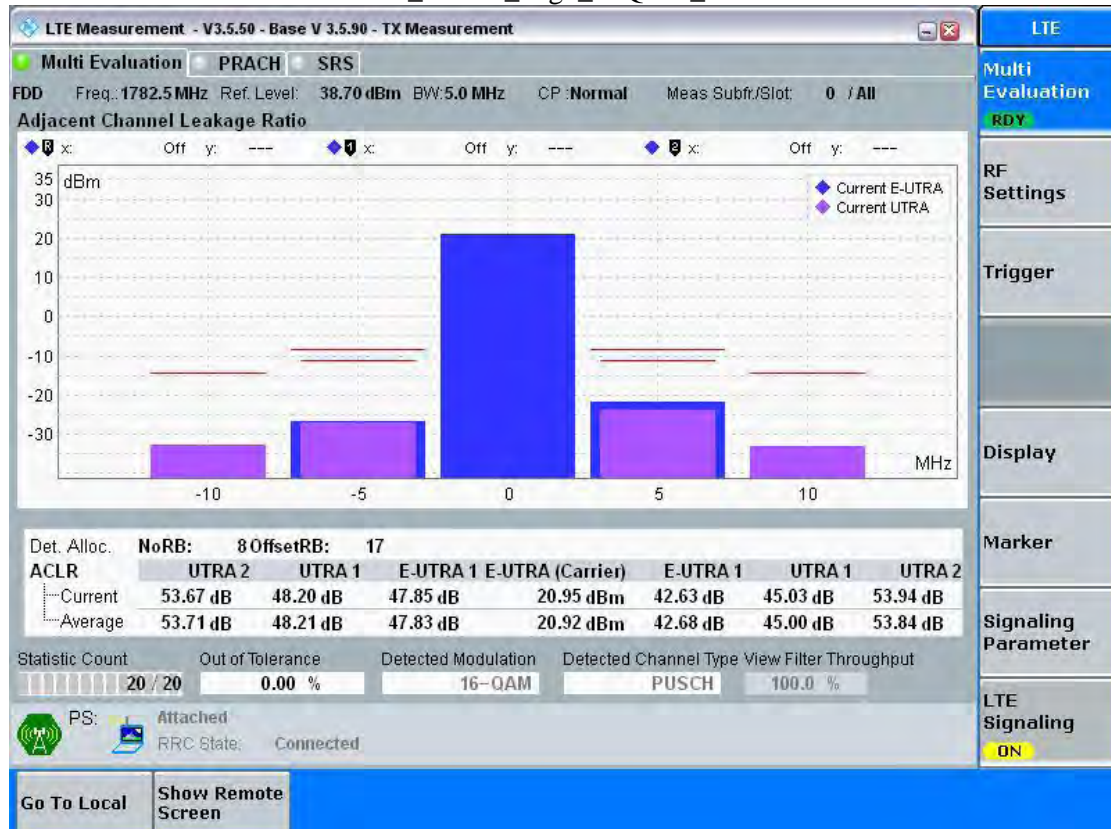 LTE Measurement - V3.5.50 - Base V 3.5.90 - TX Measurement
LTE
Multi Evaluation PRACH SRS
FDD Freq.: 1782.5 MHz Ref. Level: 38.70 dBm BW: 5.0 MHz CP : Normal Meas Subfr./Slot: 0 / All
Adjacent Channel Leakage Ratio
R x: Off y: --- 1 x: Off y: --- 2 x: Off y: ---
35 dBm
30
20
10
0
-10
-20
-30
Current E-UTRA
Current UTRA
MHz
-10 -5 0 5 10
Det. Alloc. NoRB: 8 OffsetRB: 17
ACLR UTRA 2 UTRA 1 E-UTRA 1 E-UTRA (Carrier) E-UTRA 1 UTRA 1 UTRA 2
Current 53.67 dB 48.20 dB 47.85 dB 20.95 dBm 42.63 dB 45.03 dB 53.94 dB
Average 53.71 dB 48.21 dB 47.83 dB 20.92 dBm 42.68 dB 45.00 dB 53.84 dB
Statistic Count Out of Tolerance Detected Modulation Detected Channel Type View Filter Throughput
20 / 20 0.00 % 16-QAM PUSCH 100.0 %
PS: Attached
RRC State: Connected
Go To Local
Show Remote
Screen
Multi
Evaluation
RDY
RF
Settings
Trigger
Display
Marker
Signaling
Parameter
LTE
Signaling
ON